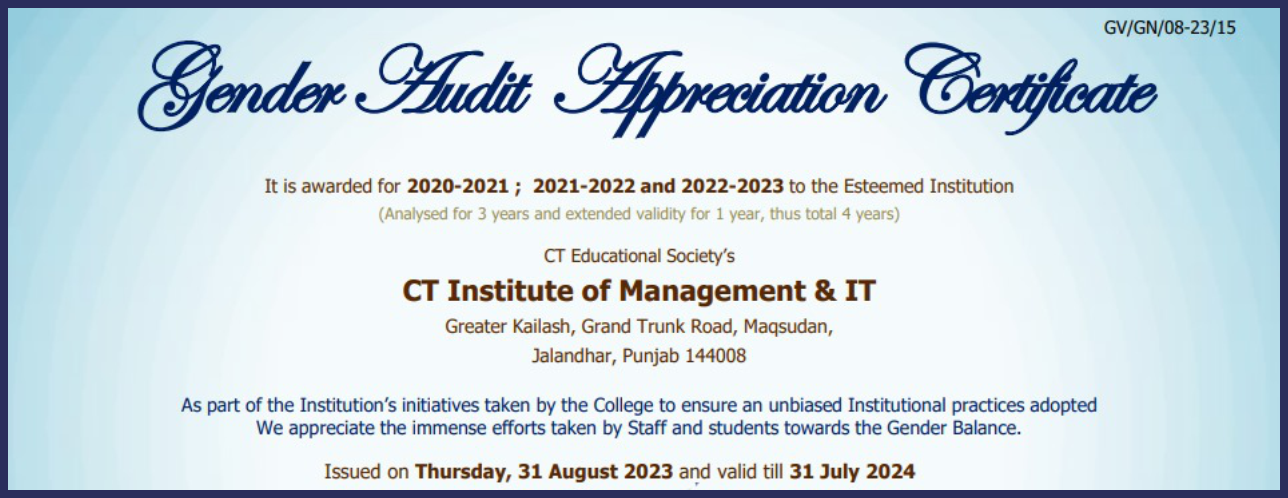 GV/GN/08-23/15
Gender Audit Appreciation Certificate
It is awarded for 2020-2021 ; 2021-2022 and 2022-2023 to the Esteemed Institution
(Analysed for 3 years and extended validity for 1 year, thus total 4 years)
CT Educational Society's
CT Institute of Management & IT
Greater Kailash, Grand Trunk Road, Maqsudan,
Jalandhar, Punjab 144008
As part of the Institution's initiatives taken by the College to ensure an unbiased Institutional practices adopted
We appreciate the immense efforts taken by Staff and students towards the Gender Balance.
Issued on Thursday, 31 August 2023 and valid till 31 July 2024